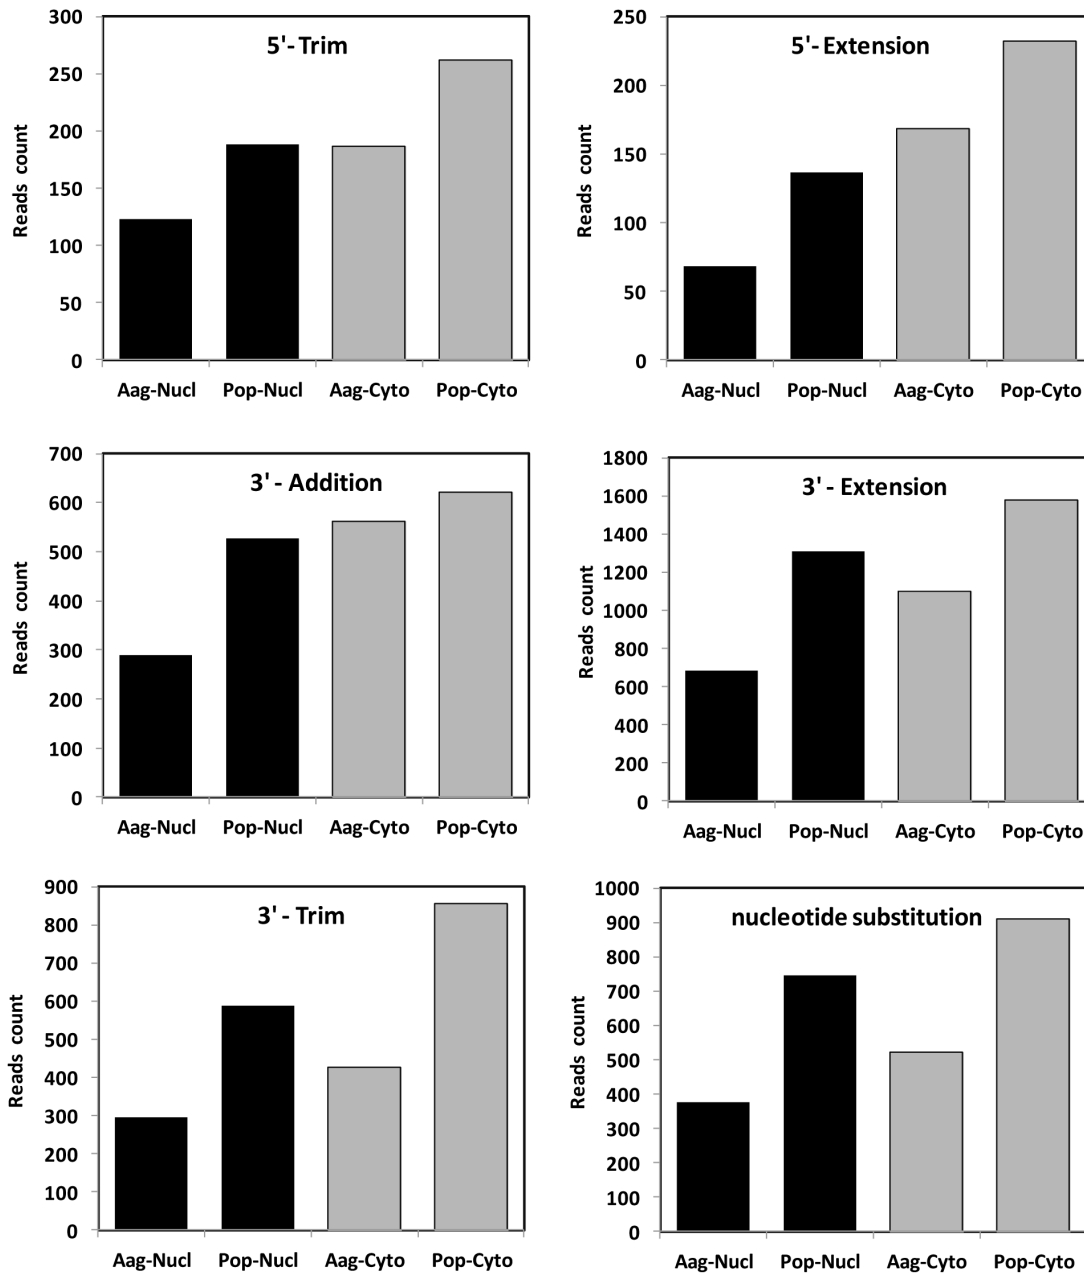 5'- Trim
Reads count
300
250
200
150
100
50
0
Aag-Nucl Pop-Nucl Aag-Cyto Pop-Cyto
5'- Extension
Reads count
250
200
150
100
50
0
Aag-Nucl Pop-Nucl Aag-Cyto Pop-Cyto
3' - Addition
Reads count
700
600
500
400
300
200
100
0
Aag-Nucl Pop-Nucl Aag-Cyto Pop-Cyto
3' - Extension
Reads count
1800
1600
1400
1200
1000
800
600
400
200
0
Aag-Nucl Pop-Nucl Aag-Cyto Pop-Cyto
3' - Trim
Reads count
900
800
700
600
500
400
300
200
100
0
Aag-Nucl Pop-Nucl Aag-Cyto Pop-Cyto
nucleotide substitution
Reads count
1000
900
800
700
600
500
400
300
200
100
0
Aag-Nucl Pop-Nucl Aag-Cyto Pop-Cyto